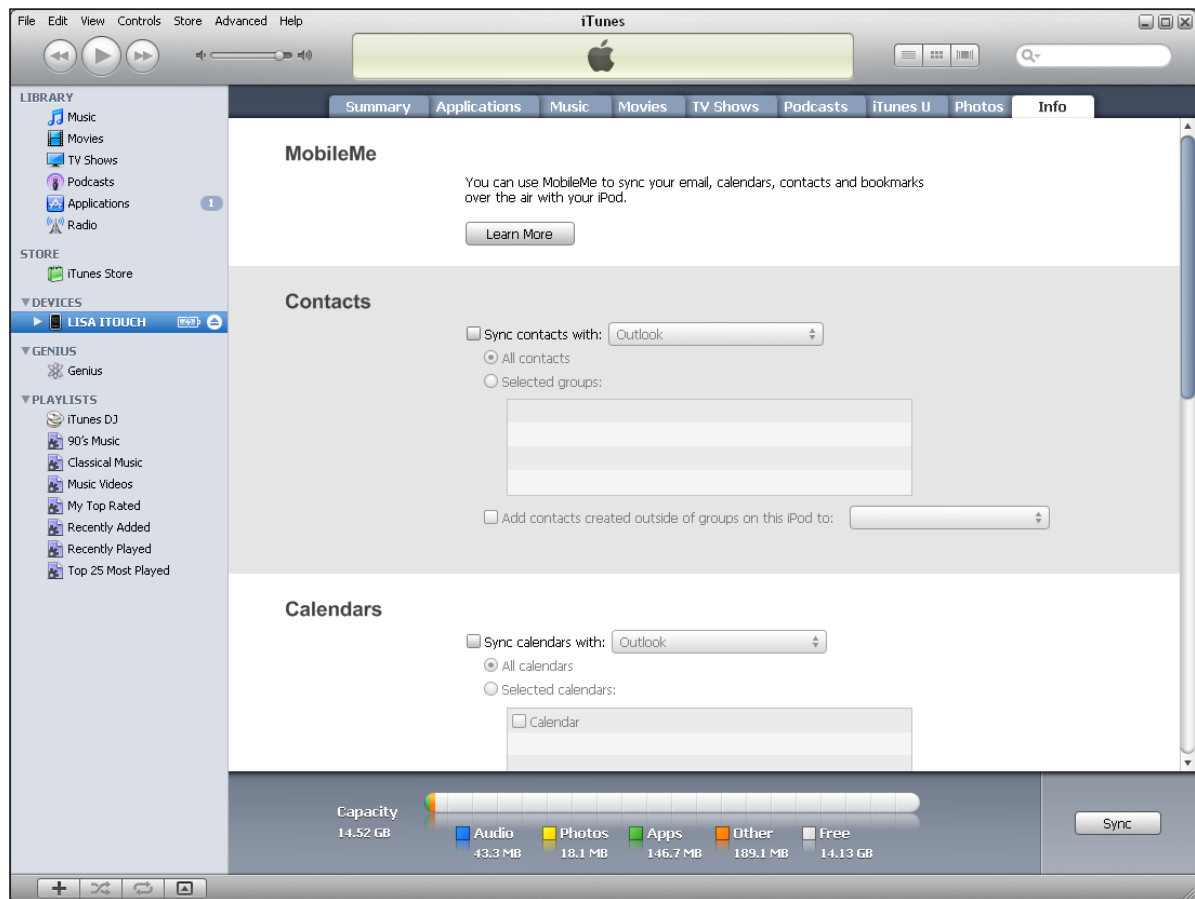 File Edit View Controls Store Advanced Help
iTunes
LIBRARY
Music
Movies
TV Shows
Podcasts
Applications 1
Radio
STORE
iTunes Store
DEVICES
LISA ITOUCH
GENIUS
Genius
PLAYLISTS
iTunes DJ
90's Music
Classical Music
Music Videos
My Top Rated
Recently Added
Recently Played
Top 25 Most Played
Summary Applications Music Movies TV Shows Podcasts iTunes U Photos Info
MobileMe
You can use MobileMe to sync your email, calendars, contacts and bookmarks
over the air with your iPod.
Learn More
Contacts
Sync contacts with: Outlook
All contacts
Selected groups:
Add contacts created outside of groups on this iPod to:
Calendars
Sync calendars with: Outlook
All calendars
Selected calendars:
Calendar
Capacity
14.52 GB
Audio Photos Apps Other Free
43.3 MB 18.1 MB 146.7 MB 189.1 MB 14.13 GB
Sync